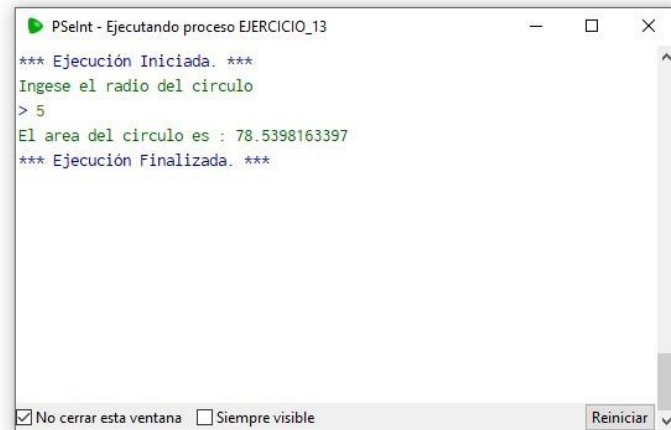 PSeInt - Ejecutando proceso EJERCICIO_13
*** Ejecución Iniciada. ***
Ingese el radio del circulo
> 5
El area del circulo es : 78.5398163397
*** Ejecución Finalizada. ***
No cerrar esta ventana Siempre visible Reiniciar